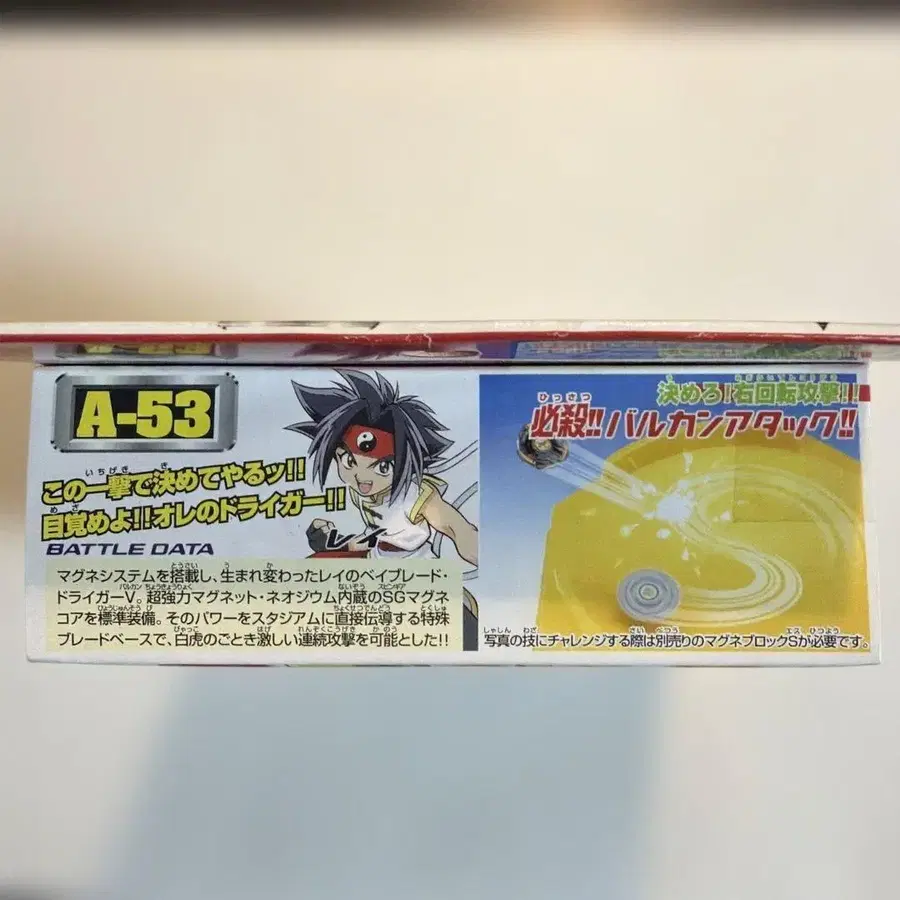 A-53
この一撃で決めてやるッ!!
目覚めよ!!オレのドライガー!!
レイ
BATTLE DATA
マグネシステムを搭載し、生まれ変わったレイのベイブレード・
ドライガーV。超強力マグネット・ネオジウム内蔵のSGマグネ
コアを標準装備。そのパワーをスタジアムに直接伝導する特殊
ブレードベースで、白虎のごとき激しい連続攻撃を可能とした!!
決めろ!右回転攻撃!!
必殺!!バルカンアタック!!
写真の技にチャレンジする際は別売りのマグネブロックSが必要です。